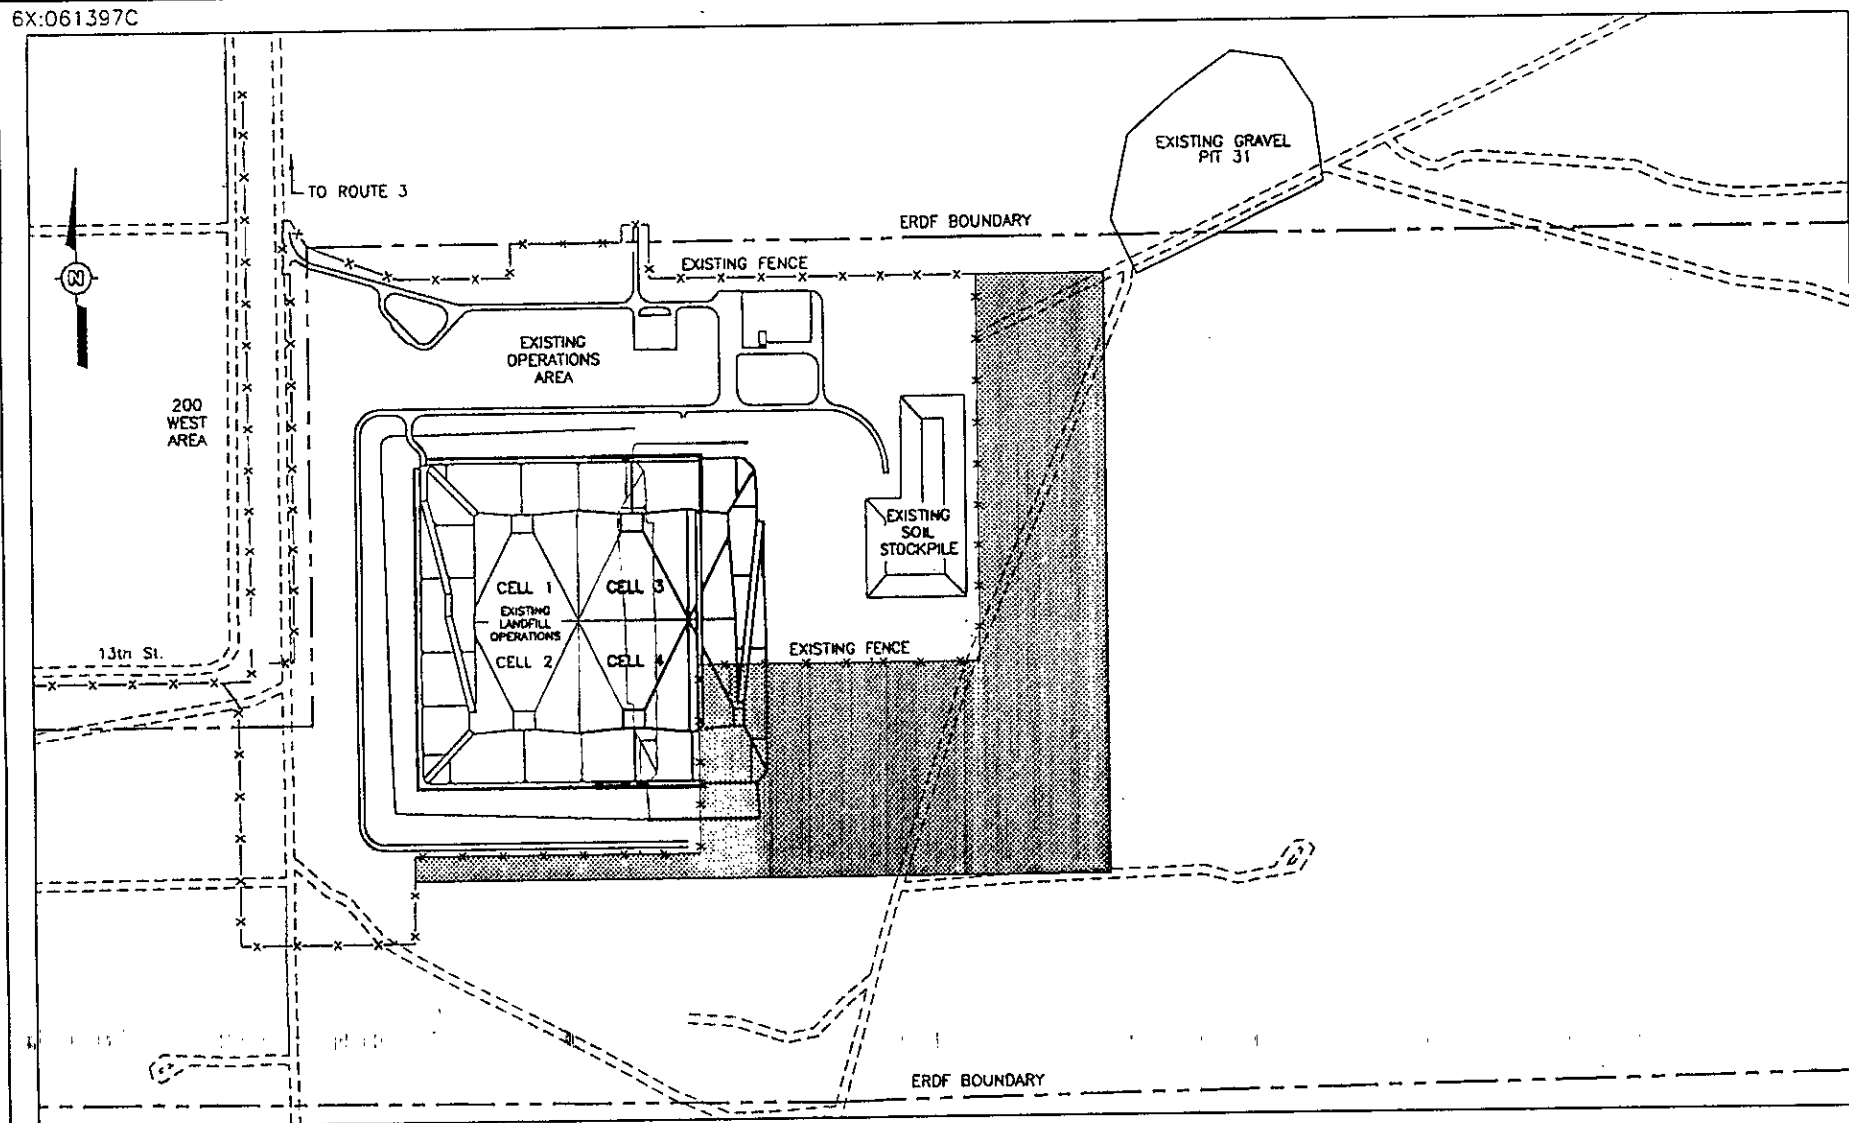 6X:061397C
EXISTING GRAVEL
PIT 31
TO ROUTE 3
ERDF BOUNDARY
EXISTING FENCE
N
EXISTING
OPERATIONS
AREA
200
WEST
AREA
EXISTING
SOIL
STOCKPILE
CELL 1
CELL 3
EXISTING
LANDFILL
OPERATIONS
CELL 2
CELL 4
EXISTING FENCE
13th St.
ERDF BOUNDARY